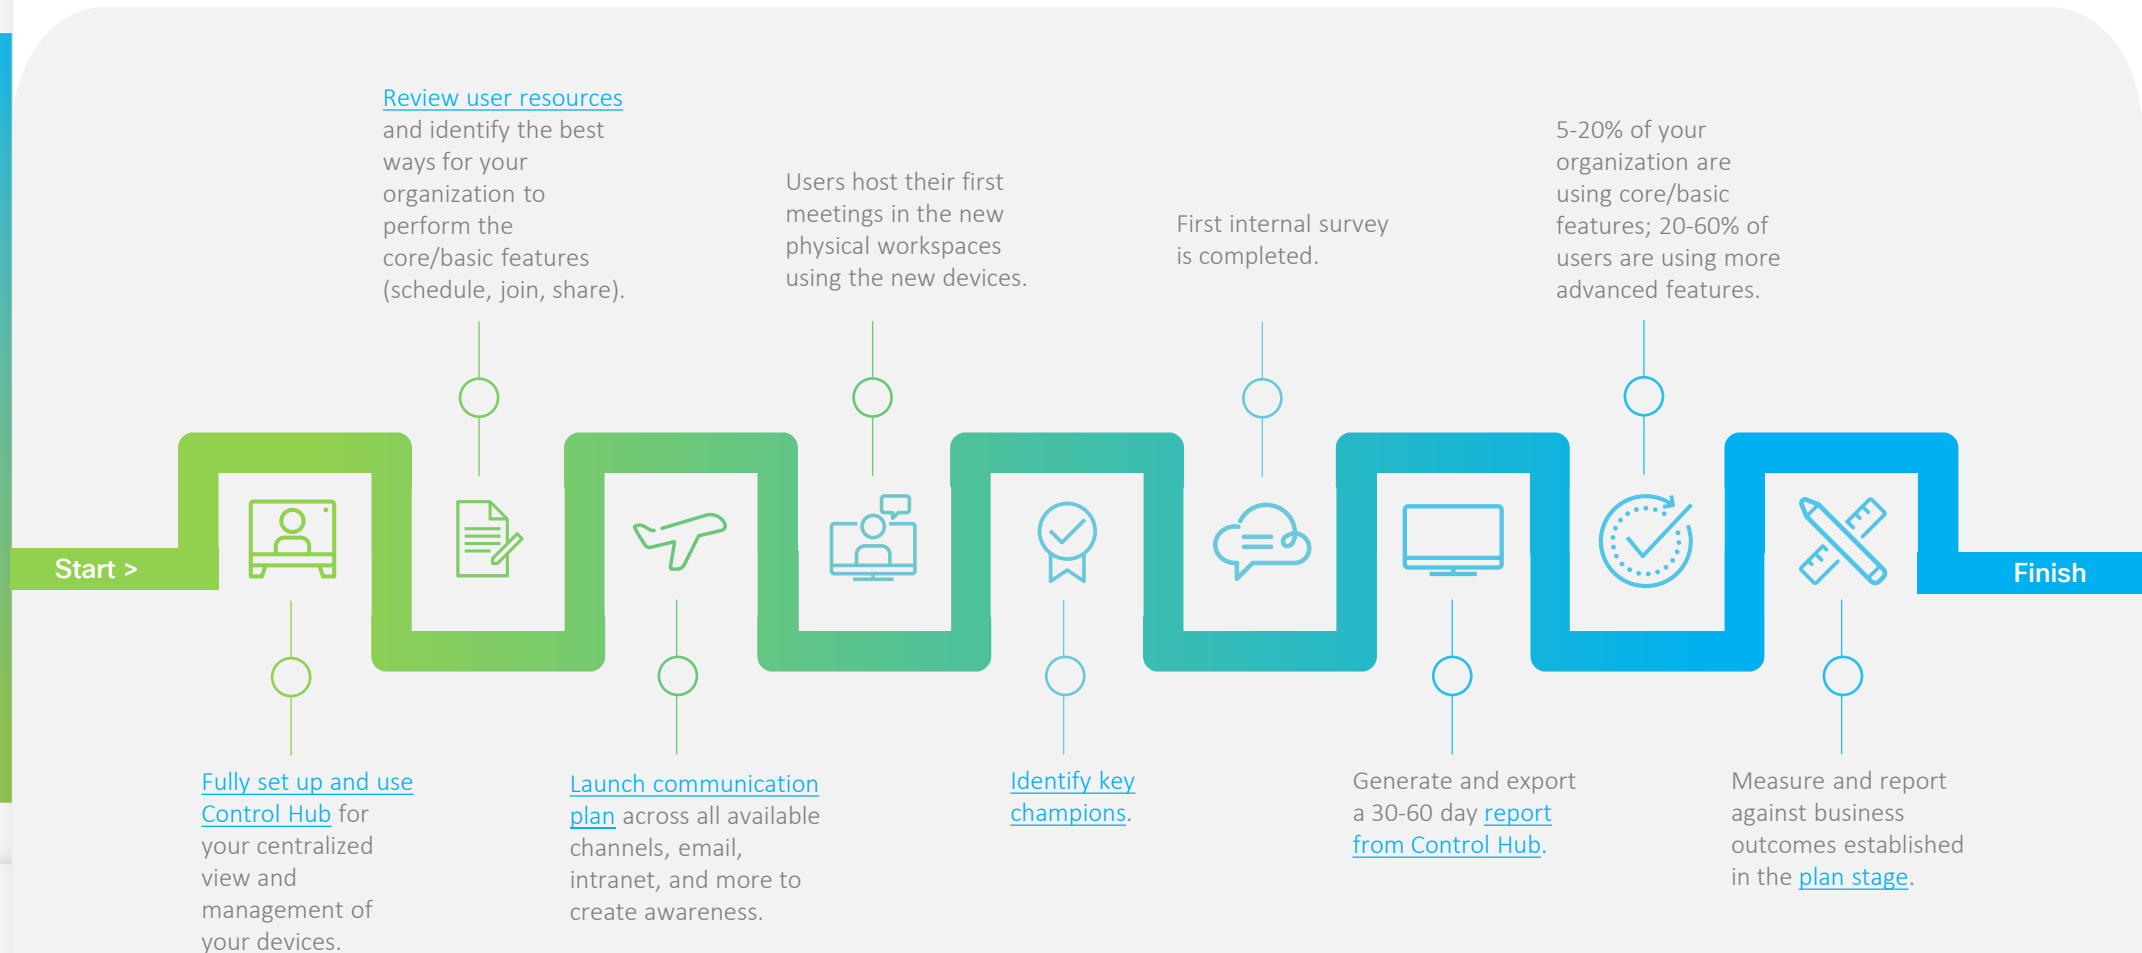 Review user resources
and identify the best
ways for your
organization to
perform the
core/basic features
(schedule, join, share).
Users host their first
meetings in the new
physical workspaces
using the new devices.
First internal survey
is completed.
5-20% of your
organization are
using core/basic
features; 20-60% of
users are using more
advanced features.
Start >
Finish
Fully set up and use
Control Hub for
your centralized
view and
management of
your devices.
Launch communication
plan across all available
channels, email,
intranet, and more to
create awareness.
Identify key
champions.
Generate and export
a 30-60 day report
from Control Hub.
Measure and report
against business
outcomes established
in the plan stage.